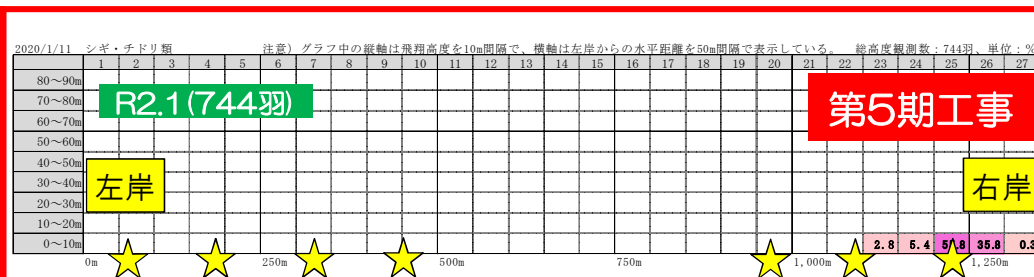 2020/1/11 シギ・チドリ類 注意）グラフ中の縦軸は飛翔高度を10m間隔で、横軸は左岸からの水平距離を50m間隔で表示している。 総高度観測数：744羽、単位：%
1 2 3 4 5 6 7 8 9 10 11 12 13 14 15 16 17 18 19 20 21 22 23 24 25 26 27
80～90m
70～80m
R2.1(744羽)
第5期工事
60～70m
50～60m
40～50m
30～40m
左岸
右岸
20～30m
10～20m
0～10m 2.8 5.4 35.8 0.3
0m 250m 500m 750m 1,000m 1,250m